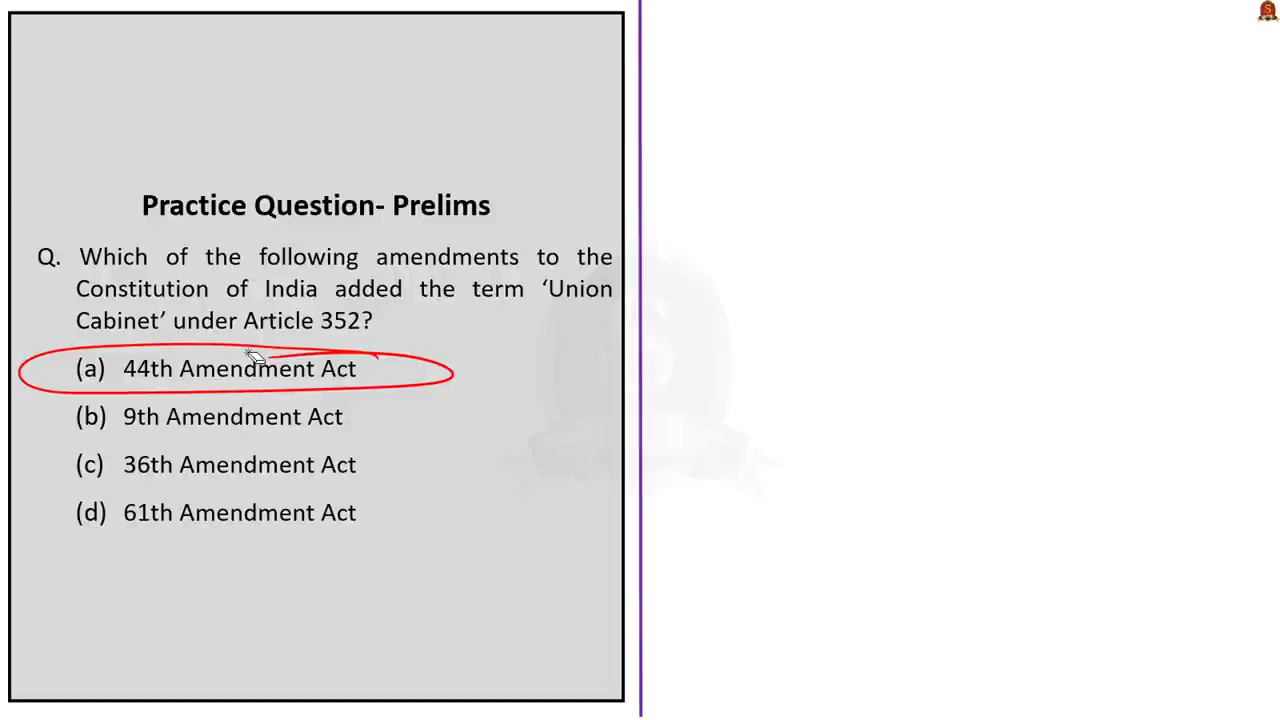 Practice Question- Prelims
Q. Which of the following amendments to the
Constitution of India added the term ‘Union
Cabinet’ under Article 352?
(a) 44th Amendment Act
(b) 9th Amendment Act
(c) 36th Amendment Act
(d) 61th Amendment Act
S